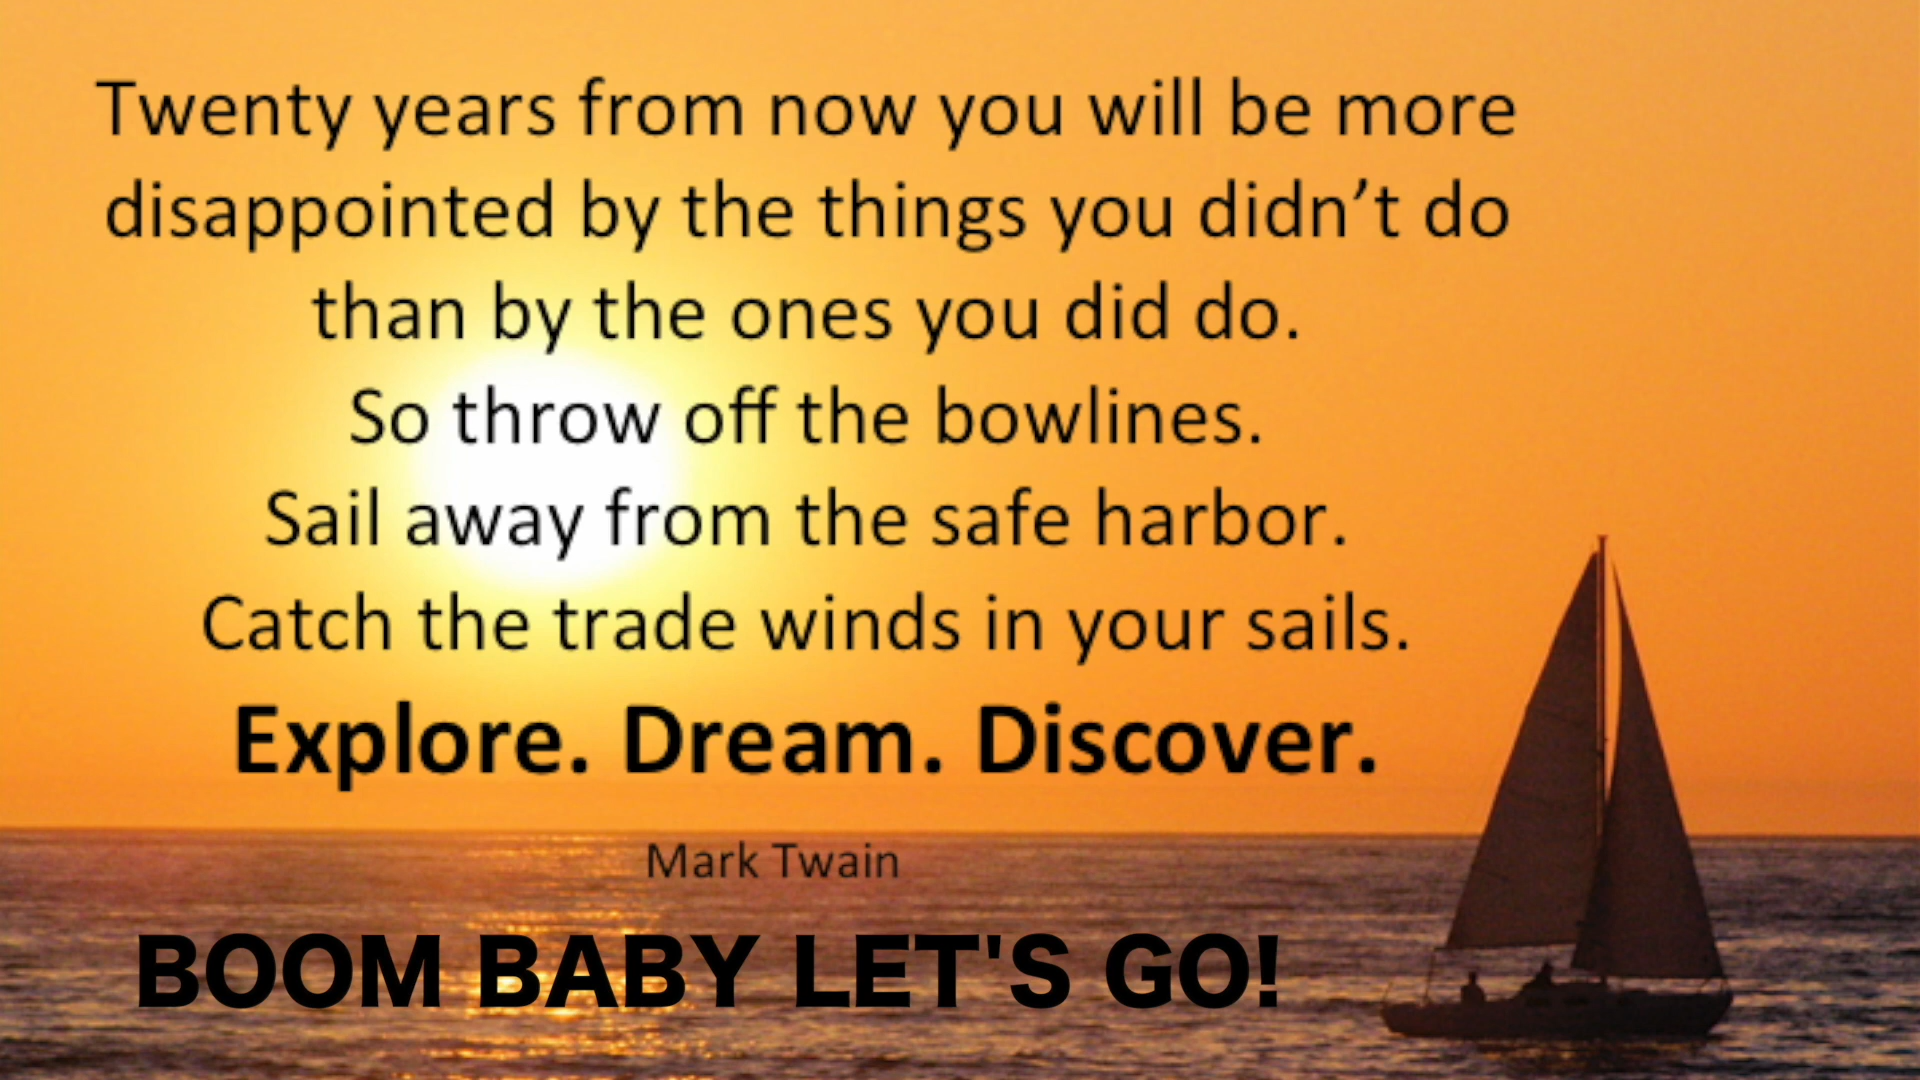 Twenty years from now you will be more
disappointed by the things you didn’t do
than by the ones you did do.
So throw off the bowlines.
Sail away from the safe harbor.
Catch the trade winds in your sails.
Explore. Dream. Discover.
Mark Twain
BOOM BABY LET'S GO!